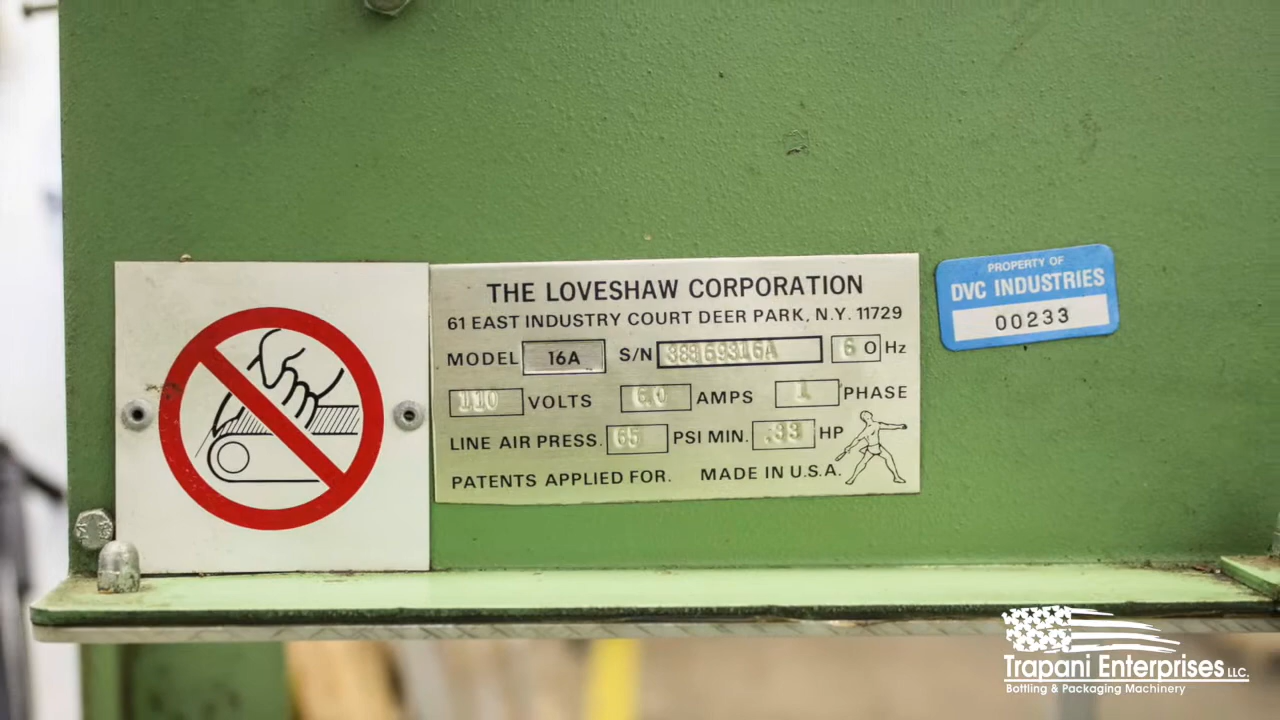 THE LOVESHAW CORPORATION
61 EAST INDUSTRY COURT DEER PARK, N.Y. 11729
MODEL 16A S/N 60 Hz
110 VOLTS 6.0 AMPS 1 PHASE
LINE AIR PRESS. 65 PSI MIN. .33 HP
PATENTS APPLIED FOR. MADE IN U.S.A.
PROPERTY OF
DVC INDUSTRIES
00233
Trapani Enterprises LLC.
Bottling & Packaging Machinery